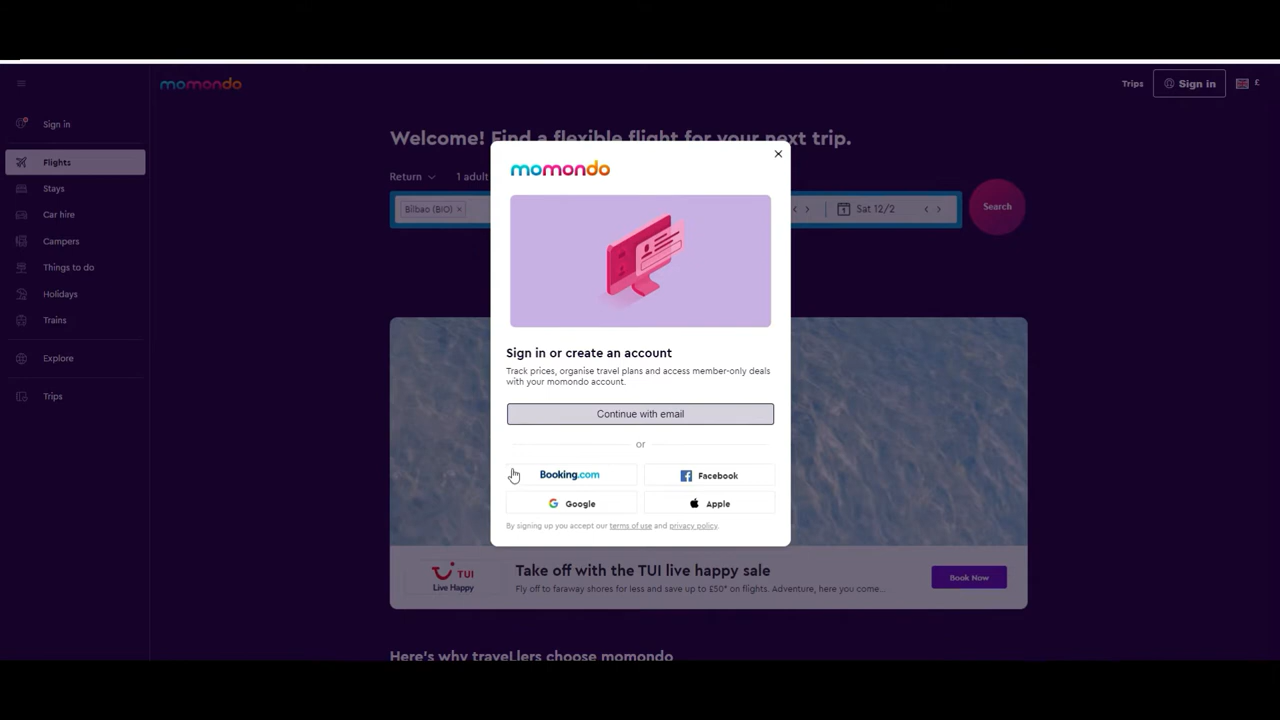 momondo
Trips
Sign in
£
Sign in
Flights
Stays
Car hire
Campers
Things to do
Holidays
Trains
Explore
Trips
Welcome! Find a flexible flight for your next trip.
Return
1 adult
Bilbao (BIO) ×
Sat 12/2
Search
momondo
Sign in or create an account
Track prices, organise travel plans and access member-only deals
with your momondo account.
Continue with email
or
Booking.com
Facebook
Google
Apple
By signing up you accept our terms of use and privacy policy.
TUI
Live Happy
Take off with the TUI live happy sale
Fly off to faraway shores for less and save up to £50* on flights. Adventure, here you come...
Book Now
Here's why travellers choose momondo